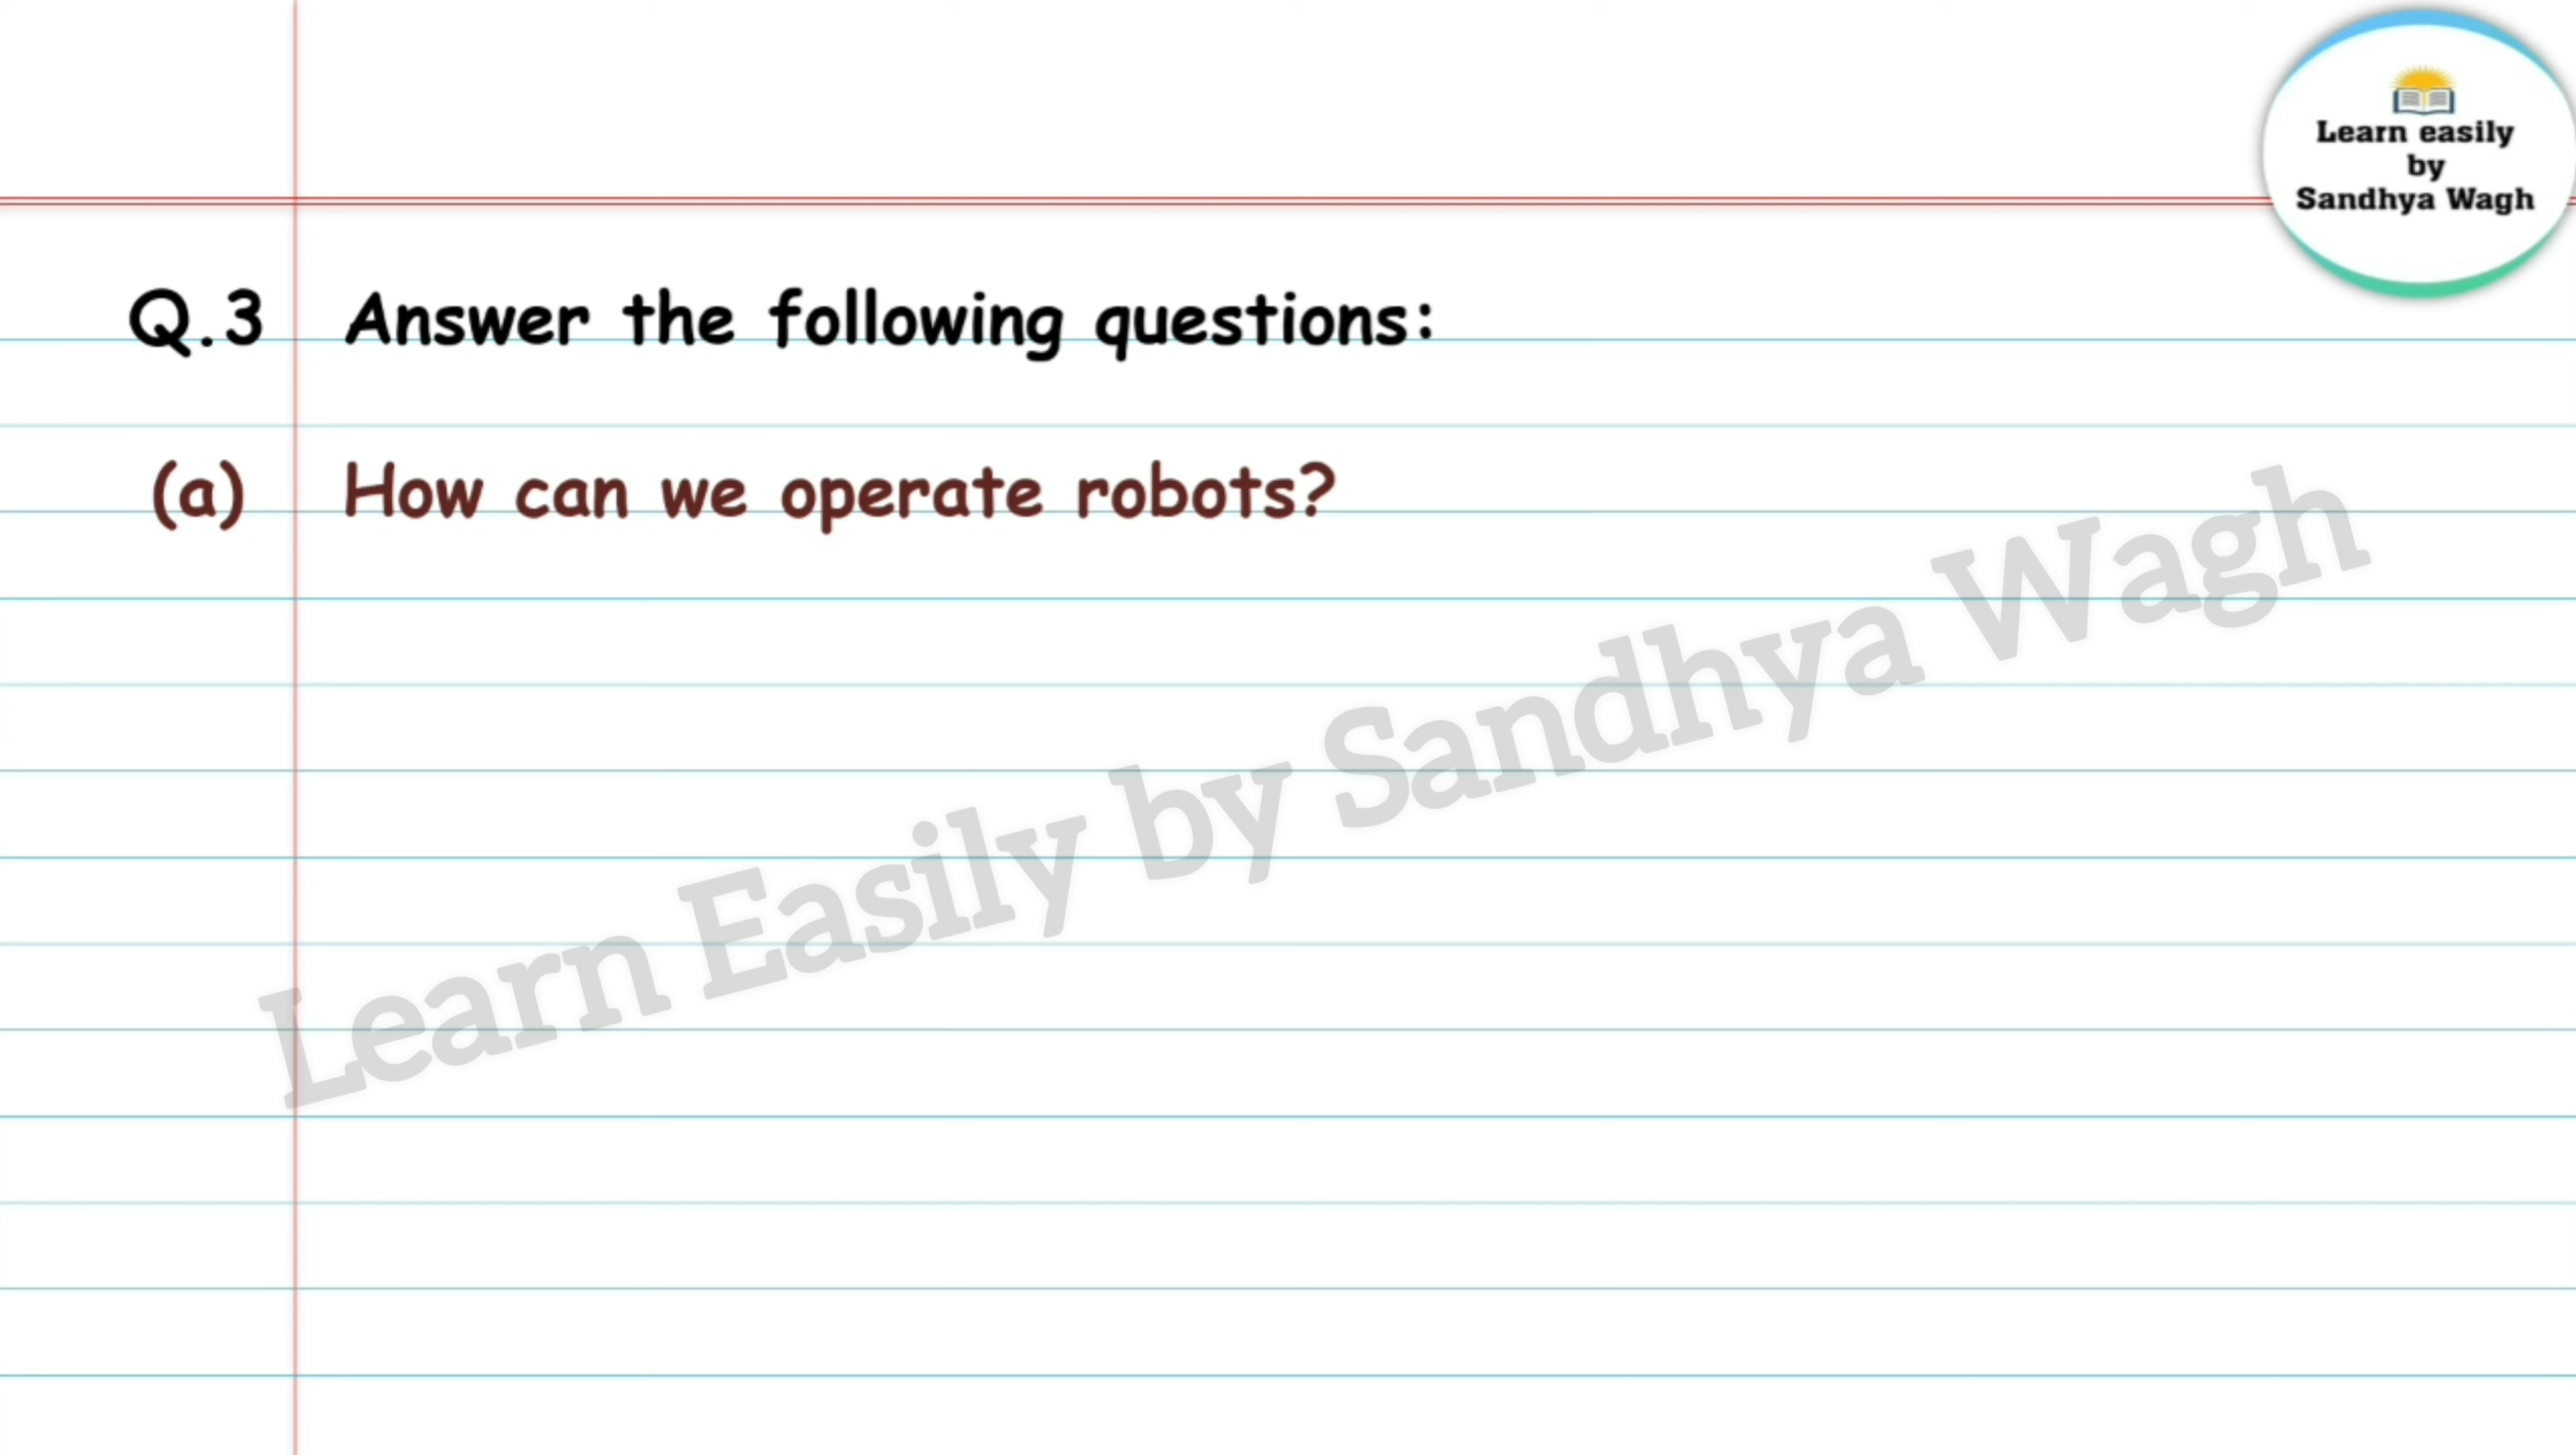 Learn easily
by
Sandhya Wagh
Q.3 Answer the following questions:
(a) How can we operate robots?
Learn Easily by Sandhya Wagh